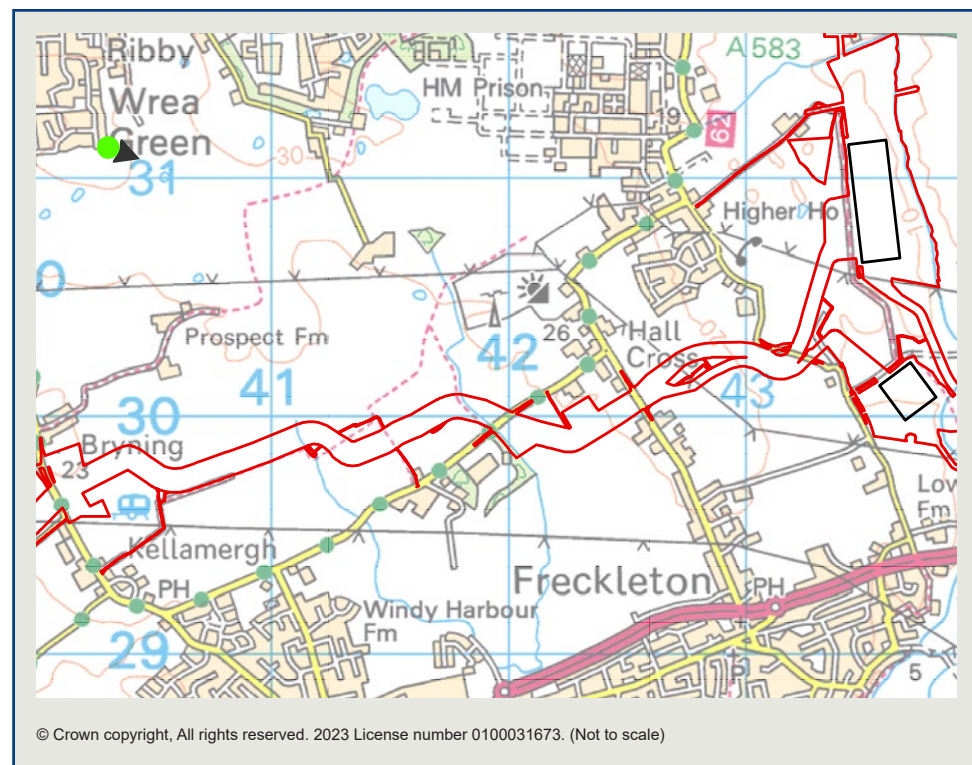 Ribby
Wrea
Green
31
30
HM Prison
19
A 583
62
Higher Ho
Prospect Fm
26
Hall
Cross
42
41
43
30
Bryning
23
Kellamergh
PH
Freckleton
PH
Windy Harbour
Fm
29
Low
Fm
5
© Crown copyright, All rights reserved. 2023 License number 0100031673. (Not to scale)